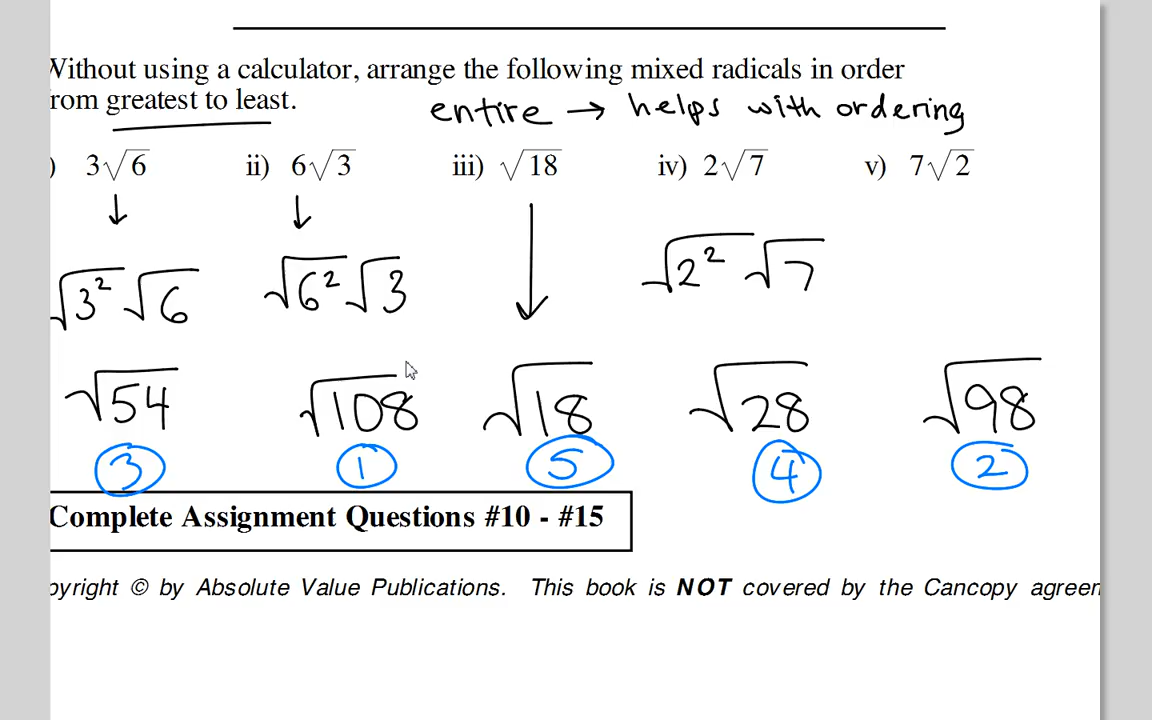 Without using a calculator, arrange the following mixed radicals in order
rom greatest to least.
entire → helps with ordering
) 3√6 ii) 6√3 iii) √18 iv) 2√7 v) 7√2
√3² √6 √6² √3 √2² √7
√54 √108 √18 √28 √98
3 1 5 4 2
Complete Assignment Questions #10 - #15
pyright © by Absolute Value Publications. This book is NOT covered by the Cancopy agreen